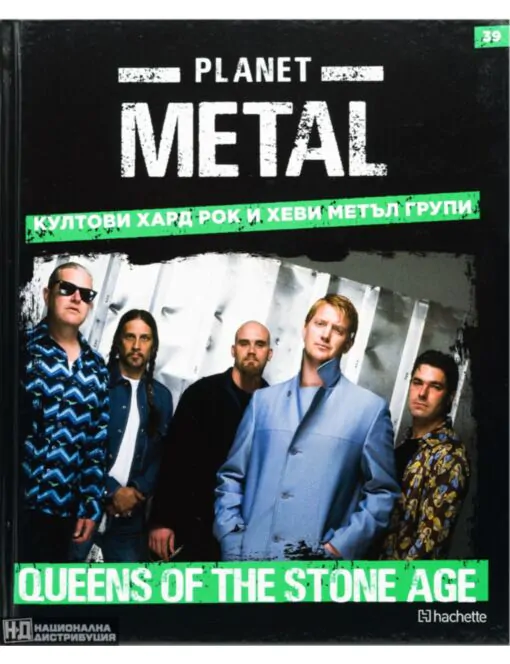 39
PLANET
METAL
КУЛТОВИ ХАРД РОК И ХЕВИ МЕТЪЛ ГРУПИ
QUEENS OF THE STONE AGE
hachette
НД НАЦИОНАЛНА
ДИСТРИБУЦИЯ